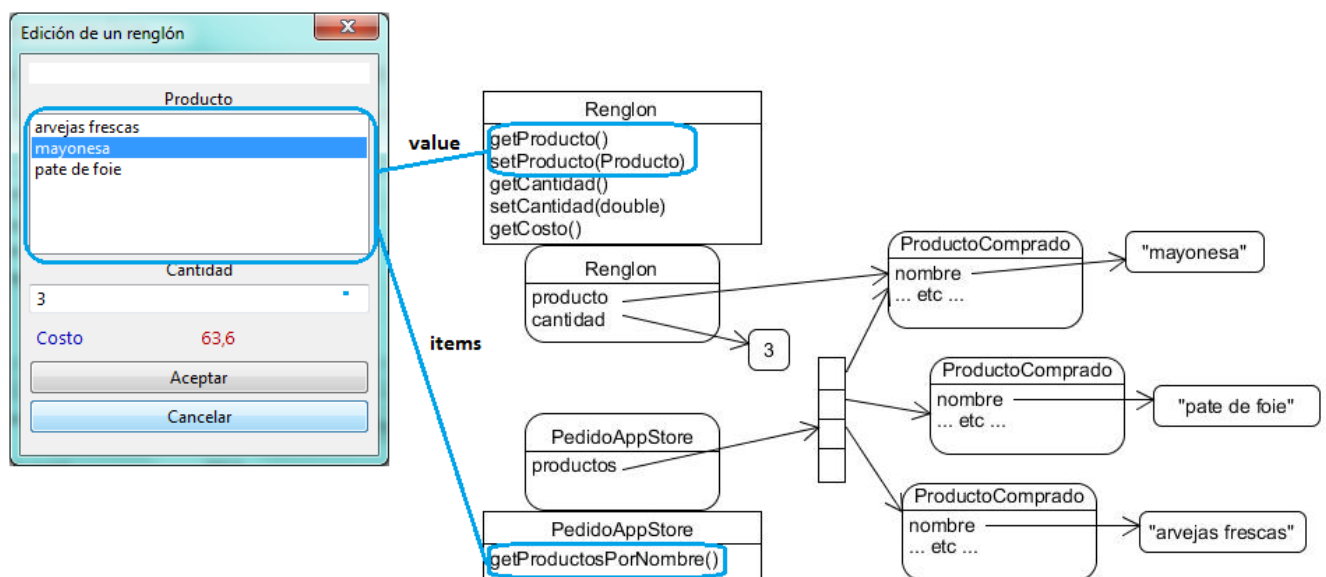 Edición de un renglón
Producto
arvejas frescas
mayonesa
pate de foie
Cantidad
3
Costo 63,6
Aceptar
Cancelar
value
items
Renglon
getProducto()
setProducto(Producto)
getCantidad()
setCantidad(double)
getCosto()
Renglon
producto
cantidad
3
ProductoComprado
nombre
... etc ...
"mayonesa"
ProductoComprado
nombre
... etc ...
"pate de foie"
PedidoAppStore
productos
ProductoComprado
nombre
... etc ...
"arvejas frescas"
PedidoAppStore
getProductosPorNombre()